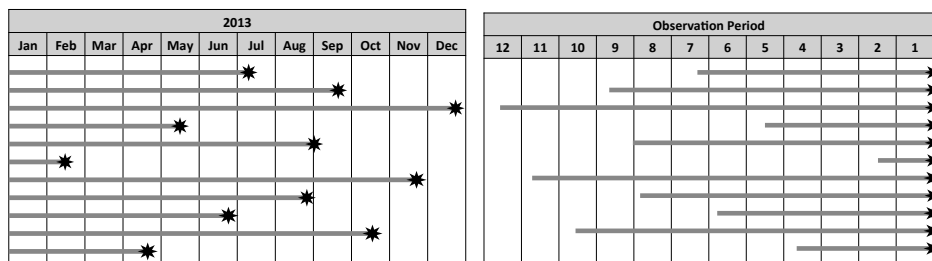 2013
Jan Feb Mar Apr May Jun Jul Aug Sep Oct Nov Dec
Observation Period
12 11 10 9 8 7 6 5 4 3 2 1